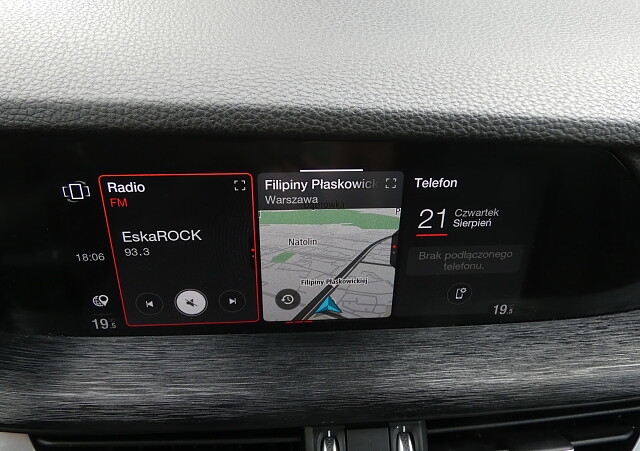 Radio
FM
EskaROCK
93.3
18:06
19.5
Filipiny Płaskowic
Warszawa
Natolin
Filipiny Płaskowickiej
Telefon
21
Czwartek
Sierpień
Brak podłączonego
telefonu.
19.5